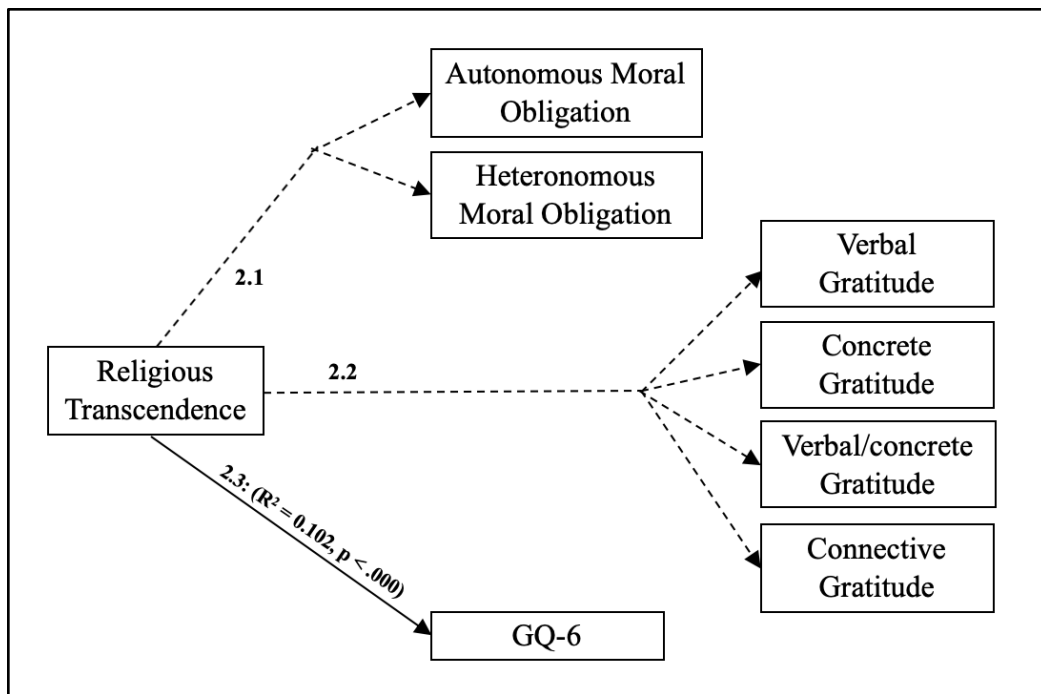 Autonomous Moral
Obligation
Heteronomous
Moral Obligation
2.1
Verbal
Gratitude
Religious
Transcendence
2.2
Concrete
Gratitude
Verbal/concrete
Gratitude
2.3: (R² = 0.102, p < .000)
Connective
Gratitude
GQ-6